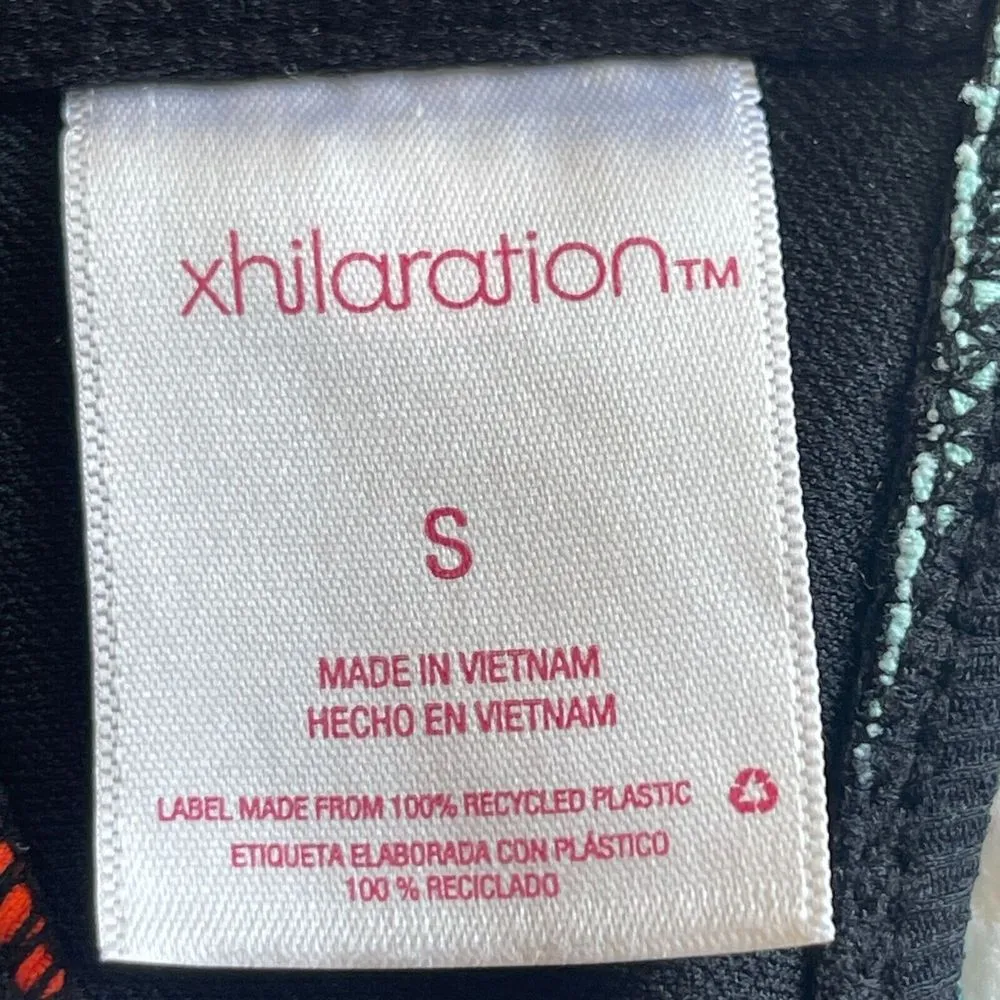 xhilaration™
S
MADE IN VIETNAM
HECHO EN VIETNAM
LABEL MADE FROM 100% RECYCLED PLASTIC
ETIQUETA ELABORADA CON PLÁSTICO
100 % RECICLADO